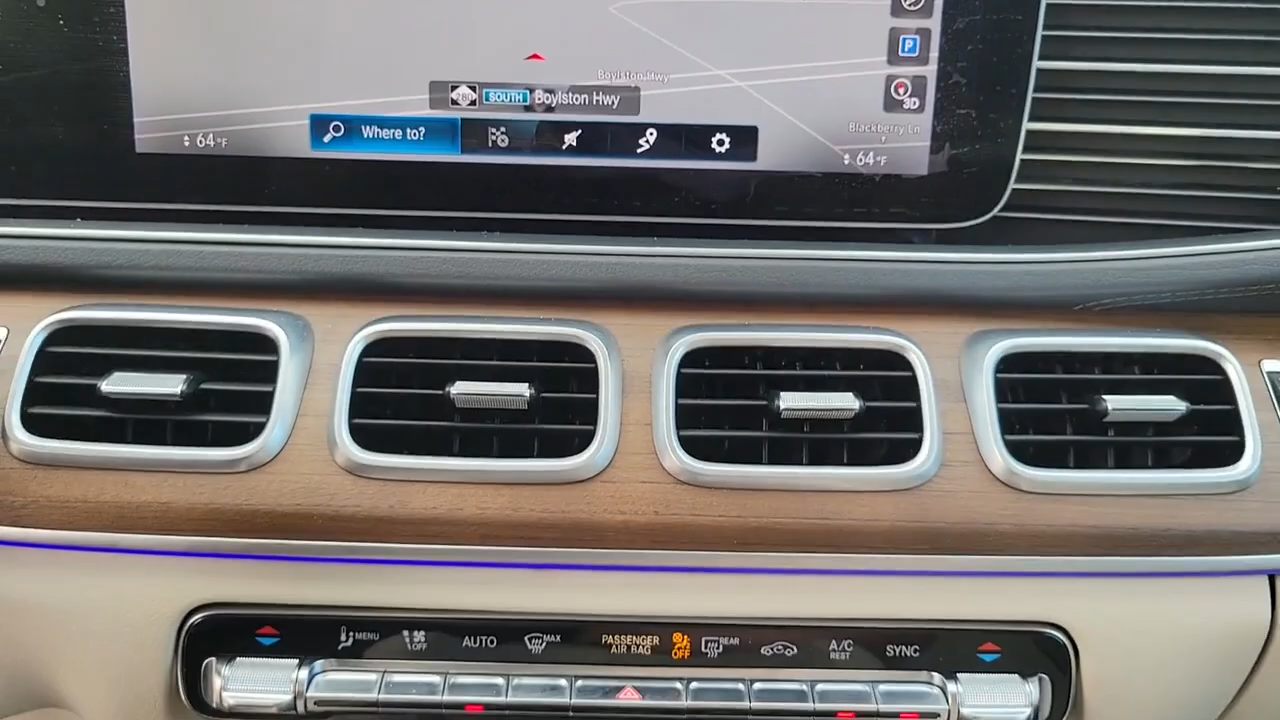 P
Boylston Hwy
280 SOUTH Boylston Hwy
3D
Blackberry Ln
Where to?
64°F
64°F
MENU
OFF
AUTO
MAX
PASSENGER
AIR BAG
OFF
REAR
A/C
REST
SYNC